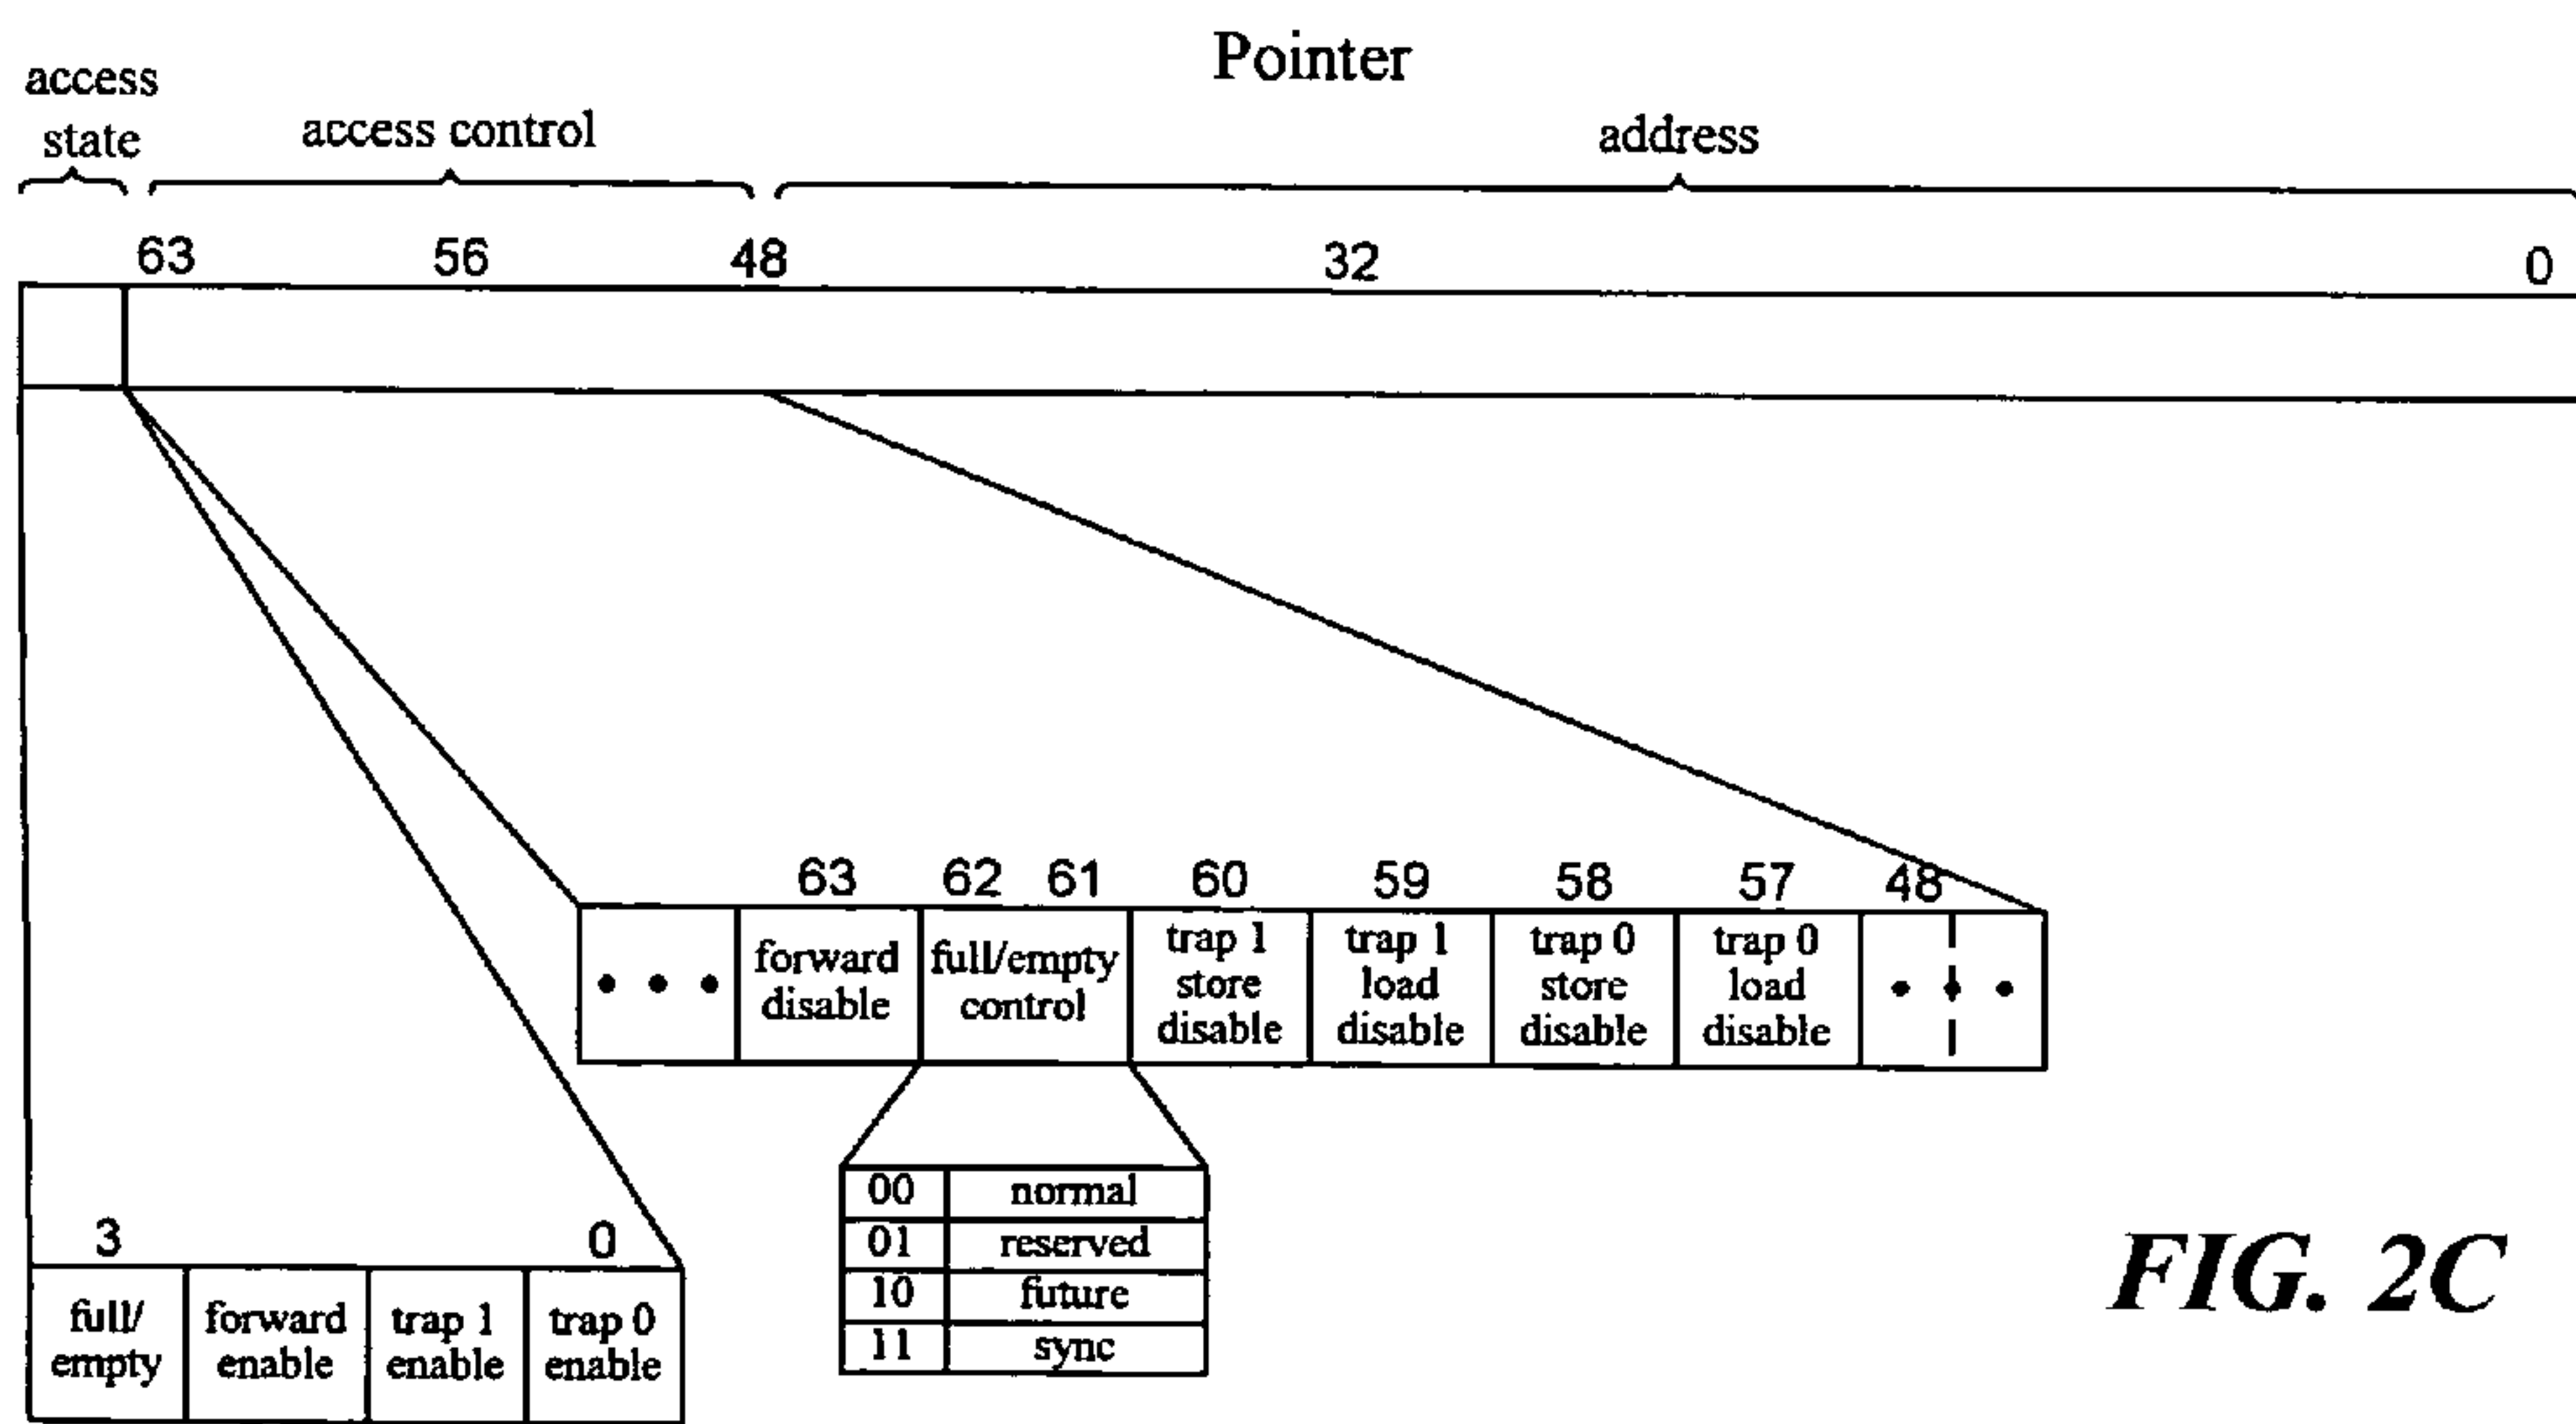 Pointer
access
state
access control
address
63 56 48 32 0
63 62 61 60 59 58 57 48
• • •
forward
disable
full/empty
control
trap 1
store
disable
trap 1
load
disable
trap 0
store
disable
trap 0
load
disable
• • •
00 normal
01 reserved
10 future
11 sync
3 0
full/
empty
forward
enable
trap 1
enable
trap 0
enable
FIG. 2C